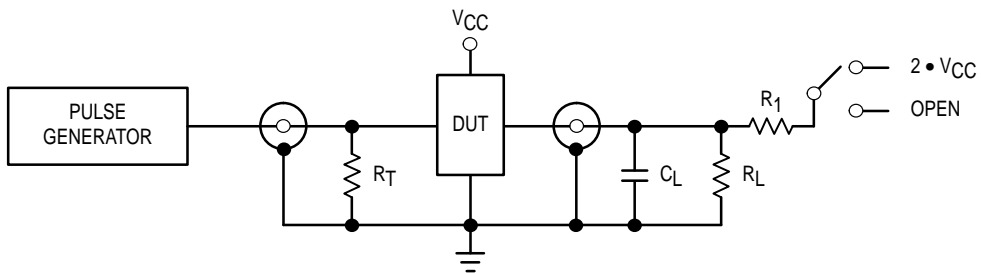 VCC
2 • VCC
R1
PULSE
GENERATOR
DUT
OPEN
RT
CL
RL